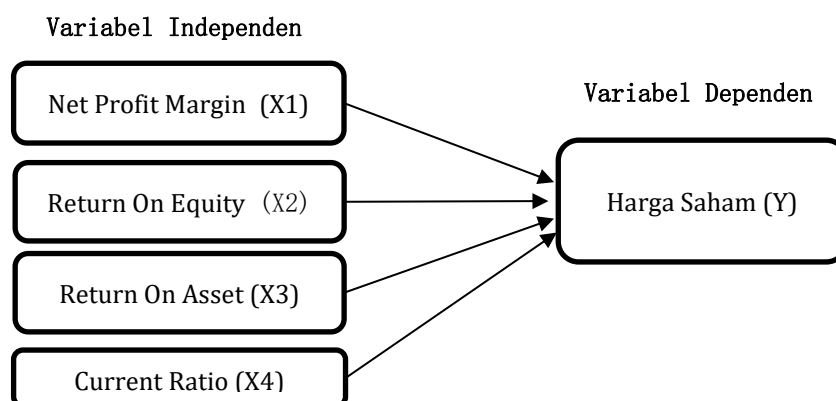 Variabel Independen
Net Profit Margin (X1)
Variabel Dependen
Return On Equity (X2)
Harga Saham (Y)
Return On Asset (X3)
Current Ratio (X4)